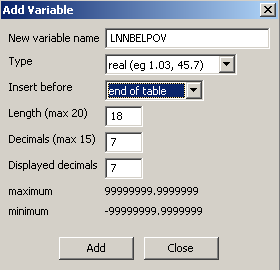 Add Variable
New variable name LNNBELPOV
Type real (eg 1.03, 45.7)
Insert before end of table
Length (max 20) 18
Decimals (max 15) 7
Displayed decimals 7
maximum 99999999.9999999
minimum -99999999.9999999
Add Close